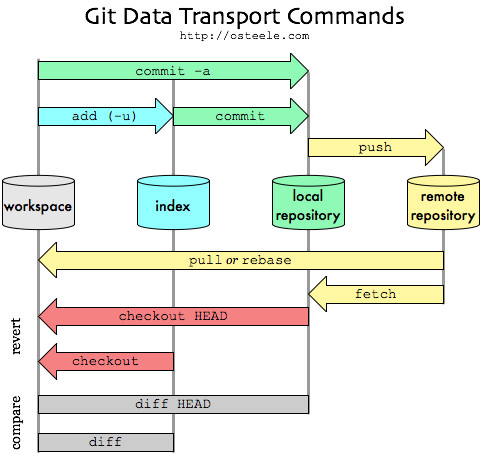 Git Data Transport Commands
http://osteele.com
commit -a
add (-u)
commit
push
workspace
index
local
repository
remote
repository
pull or rebase
fetch
revert
checkout HEAD
checkout
compare
diff HEAD
diff